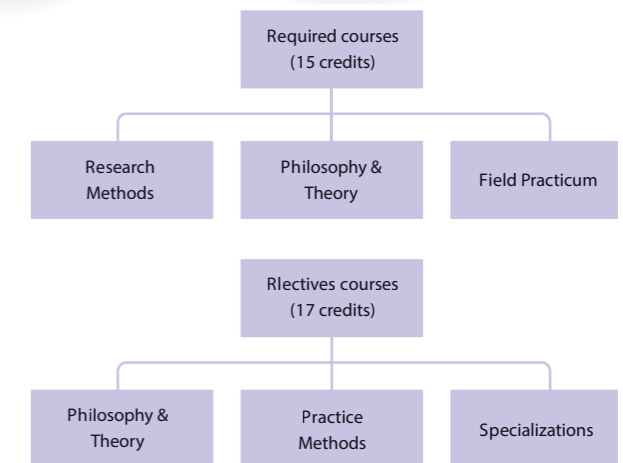 Required courses
(15 credits)
Research
Methods
Philosophy &
Theory
Field Practicum
Rlectives courses
(17 credits)
Philosophy &
Theory
Practice
Methods
Specializations